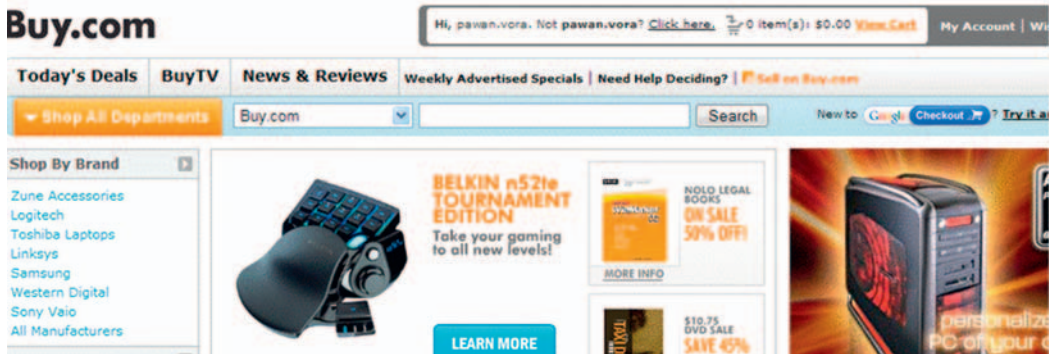 Buy.com
Hi, pawan.vora. Not pawan.vora? Click here. 0 item(s): $0.00 View Cart
My Account | Wis
Today's Deals
BuyTV
News & Reviews
Weekly Advertised Specials | Need Help Deciding? | Sell on Buy.com
Shop All Departments
Buy.com
Search
New to Google Checkout ? Try it a
Shop By Brand
Zune Accessories
Logitech
Toshiba Laptops
Linksys
Samsung
Western Digital
Sony Vaio
All Manufacturers
BELKIN n52te
TOURNAMENT
EDITION
Take your gaming
to all new levels!
LEARN MORE
NOLO LEGAL
BOOKS
ON SALE
50% OFF!
MORE INFO
$10.75
DVD SALE
SAVE 45%
TAXI
personalize
PC of your